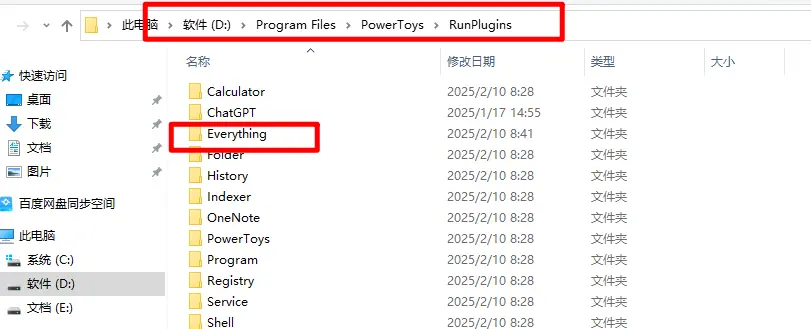 此电脑 > 软件 (D:) > Program Files > PowerToys > RunPlugins
名称 修改日期 类型 大小
快速访问
桌面
下载
文档
图片
百度网盘同步空间
此电脑
系统 (C:)
软件 (D:)
文档 (E:)
Calculator 2025/2/10 8:28 文件夹
ChatGPT 2025/1/17 14:55 文件夹
Everything 2025/2/10 8:41 文件夹
Folder 2025/2/10 8:28 文件夹
History 2025/2/10 8:28 文件夹
Indexer 2025/2/10 8:28 文件夹
OneNote 2025/2/10 8:28 文件夹
PowerToys 2025/2/10 8:28 文件夹
Program 2025/2/10 8:28 文件夹
Registry 2025/2/10 8:28 文件夹
Service 2025/2/10 8:28 文件夹
Shell 2025/2/10 8:28 文件夹